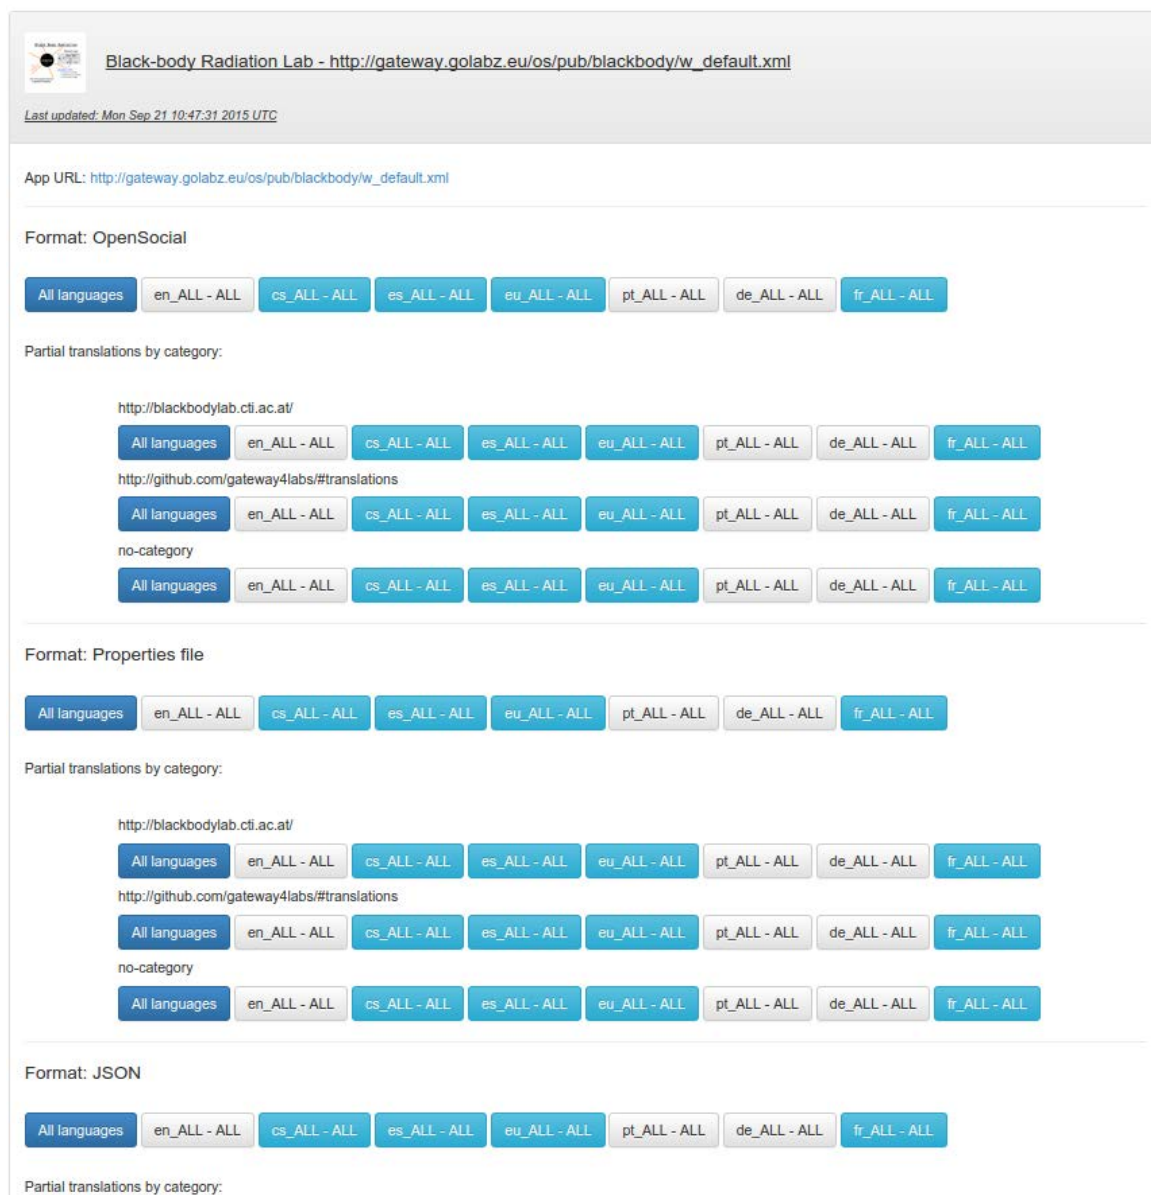 Black-body Radiation Lab - http://gateway.golabz.eu/os/pub/blackbody/w_default.xml
Last updated: Mon Sep 21 10:47:31 2015 UTC
App URL: http://gateway.golabz.eu/os/pub/blackbody/w_default.xml
Format: OpenSocial
All languages en_ALL - ALL cs_ALL - ALL es_ALL - ALL eu_ALL - ALL pt_ALL - ALL de_ALL - ALL fr_ALL - ALL
Partial translations by category:
http://blackbodylab.cti.ac.at/
All languages en_ALL - ALL cs_ALL - ALL es_ALL - ALL eu_ALL - ALL pt_ALL - ALL de_ALL - ALL fr_ALL - ALL
http://github.com/gateway4labs/#translations
All languages en_ALL - ALL cs_ALL - ALL es_ALL - ALL eu_ALL - ALL pt_ALL - ALL de_ALL - ALL fr_ALL - ALL
no-category
All languages en_ALL - ALL cs_ALL - ALL es_ALL - ALL eu_ALL - ALL pt_ALL - ALL de_ALL - ALL fr_ALL - ALL
Format: Properties file
All languages en_ALL - ALL cs_ALL - ALL es_ALL - ALL eu_ALL - ALL pt_ALL - ALL de_ALL - ALL fr_ALL - ALL
Partial translations by category:
http://blackbodylab.cti.ac.at/
All languages en_ALL - ALL cs_ALL - ALL es_ALL - ALL eu_ALL - ALL pt_ALL - ALL de_ALL - ALL fr_ALL - ALL
http://github.com/gateway4labs/#translations
All languages en_ALL - ALL cs_ALL - ALL es_ALL - ALL eu_ALL - ALL pt_ALL - ALL de_ALL - ALL fr_ALL - ALL
no-category
All languages en_ALL - ALL cs_ALL - ALL es_ALL - ALL eu_ALL - ALL pt_ALL - ALL de_ALL - ALL fr_ALL - ALL
Format: JSON
All languages en_ALL - ALL cs_ALL - ALL es_ALL - ALL eu_ALL - ALL pt_ALL - ALL de_ALL - ALL fr_ALL - ALL
Partial translations by category: